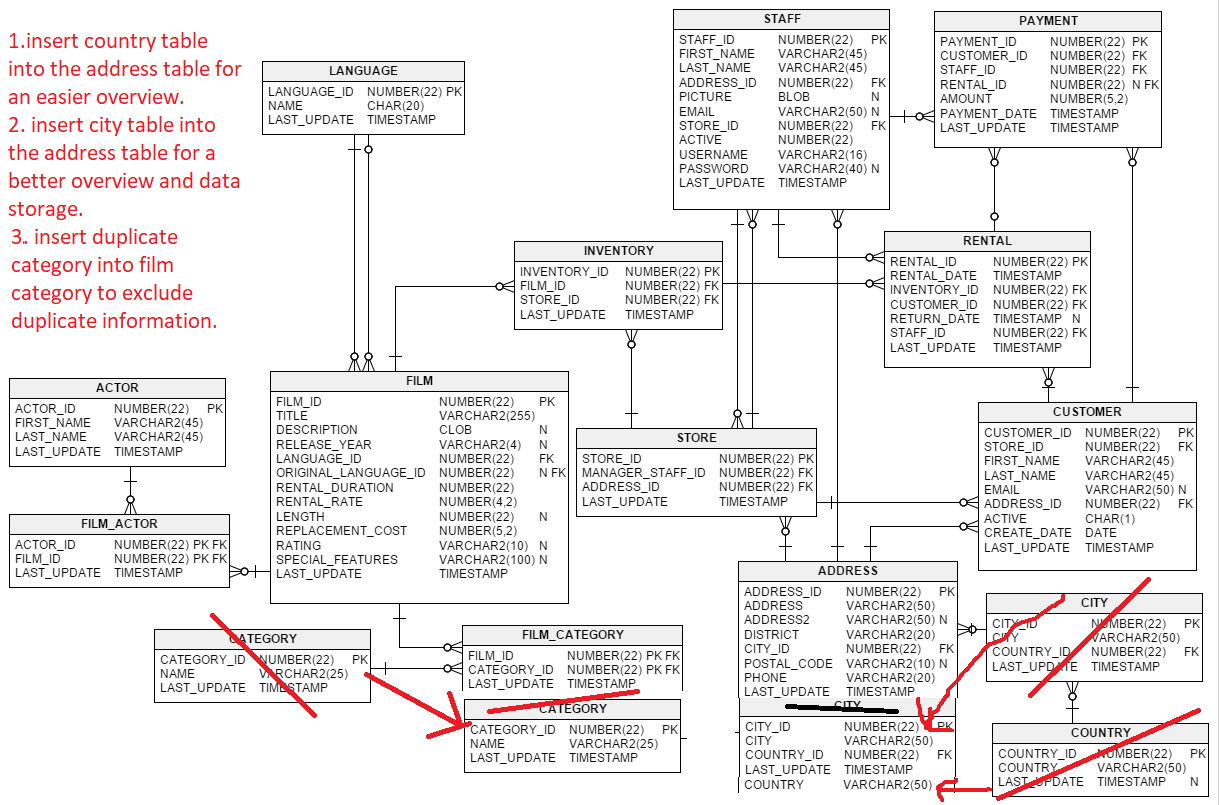 1.insert country table
into the address table for
an easier overview.
2. insert city table into
the address table for a
better overview and data
storage.
3. insert duplicate
category into film
category to exclude
duplicate information.
LANGUAGE
LANGUAGE_ID NUMBER(22) PK
NAME CHAR(20)
LAST_UPDATE TIMESTAMP
STAFF
STAFF_ID NUMBER(22) PK
FIRST_NAME VARCHAR2(45)
LAST_NAME VARCHAR2(45)
ADDRESS_ID NUMBER(22) FK
PICTURE BLOB N
EMAIL VARCHAR2(50) N
STORE_ID NUMBER(22) FK
ACTIVE NUMBER(22)
USERNAME VARCHAR2(16)
PASSWORD VARCHAR2(40) N
LAST_UPDATE TIMESTAMP
PAYMENT
PAYMENT_ID NUMBER(22) PK
CUSTOMER_ID NUMBER(22) FK
STAFF_ID NUMBER(22) FK
RENTAL_ID NUMBER(22) N FK
AMOUNT NUMBER(5,2)
PAYMENT_DATE TIMESTAMP
LAST_UPDATE TIMESTAMP
INVENTORY
INVENTORY_ID NUMBER(22) PK
FILM_ID NUMBER(22) FK
STORE_ID NUMBER(22) FK
LAST_UPDATE TIMESTAMP
RENTAL
RENTAL_ID NUMBER(22) PK
RENTAL_DATE TIMESTAMP
INVENTORY_ID NUMBER(22) FK
CUSTOMER_ID NUMBER(22) FK
RETURN_DATE TIMESTAMP N
STAFF_ID NUMBER(22) FK
LAST_UPDATE TIMESTAMP
ACTOR
ACTOR_ID NUMBER(22) PK
FIRST_NAME VARCHAR2(45)
LAST_NAME VARCHAR2(45)
LAST_UPDATE TIMESTAMP
FILM
FILM_ID NUMBER(22) PK
TITLE VARCHAR2(255)
DESCRIPTION CLOB N
RELEASE_YEAR VARCHAR2(4) N
LANGUAGE_ID NUMBER(22) FK
ORIGINAL_LANGUAGE_ID NUMBER(22) N FK
RENTAL_DURATION NUMBER(22)
RENTAL_RATE NUMBER(4,2)
LENGTH NUMBER(22) N
REPLACEMENT_COST NUMBER(5,2)
RATING VARCHAR2(10) N
SPECIAL_FEATURES VARCHAR2(100) N
LAST_UPDATE TIMESTAMP
STORE
STORE_ID NUMBER(22) PK
MANAGER_STAFF_ID NUMBER(22) FK
ADDRESS_ID NUMBER(22) FK
LAST_UPDATE TIMESTAMP
CUSTOMER
CUSTOMER_ID NUMBER(22) PK
STORE_ID NUMBER(22) FK
FIRST_NAME VARCHAR2(45)
LAST_NAME VARCHAR2(45)
EMAIL VARCHAR2(50) N
ADDRESS_ID NUMBER(22) FK
ACTIVE CHAR(1)
CREATE_DATE DATE
LAST_UPDATE TIMESTAMP
FILM_ACTOR
ACTOR_ID NUMBER(22) PK FK
FILM_ID NUMBER(22) PK FK
LAST_UPDATE TIMESTAMP
ADDRESS
ADDRESS_ID NUMBER(22) PK
ADDRESS VARCHAR2(50)
ADDRESS2 VARCHAR2(50) N
DISTRICT VARCHAR2(20)
CITY_ID NUMBER(22) FK
POSTAL_CODE VARCHAR2(10) N
PHONE VARCHAR2(20)
LAST_UPDATE TIMESTAMP
CITY
CITY_ID NUMBER(22) PK
CITY VARCHAR2(50)
COUNTRY_ID NUMBER(22) FK
LAST_UPDATE TIMESTAMP
COUNTRY VARCHAR2(50)
CITY
CITY_ID NUMBER(22) PK
CITY VARCHAR2(50)
COUNTRY_ID NUMBER(22) FK
LAST_UPDATE TIMESTAMP
CATEGORY
CATEGORY_ID NUMBER(22) PK
NAME VARCHAR2(25)
LAST_UPDATE TIMESTAMP
FILM_CATEGORY
FILM_ID NUMBER(22) PK FK
CATEGORY_ID NUMBER(22) PK FK
LAST_UPDATE TIMESTAMP
CATEGORY
CATEGORY_ID NUMBER(22) PK
NAME VARCHAR2(25)
LAST_UPDATE TIMESTAMP
COUNTRY
COUNTRY_ID NUMBER(22) PK
COUNTRY VARCHAR2(50)
LAST_UPDATE TIMESTAMP N